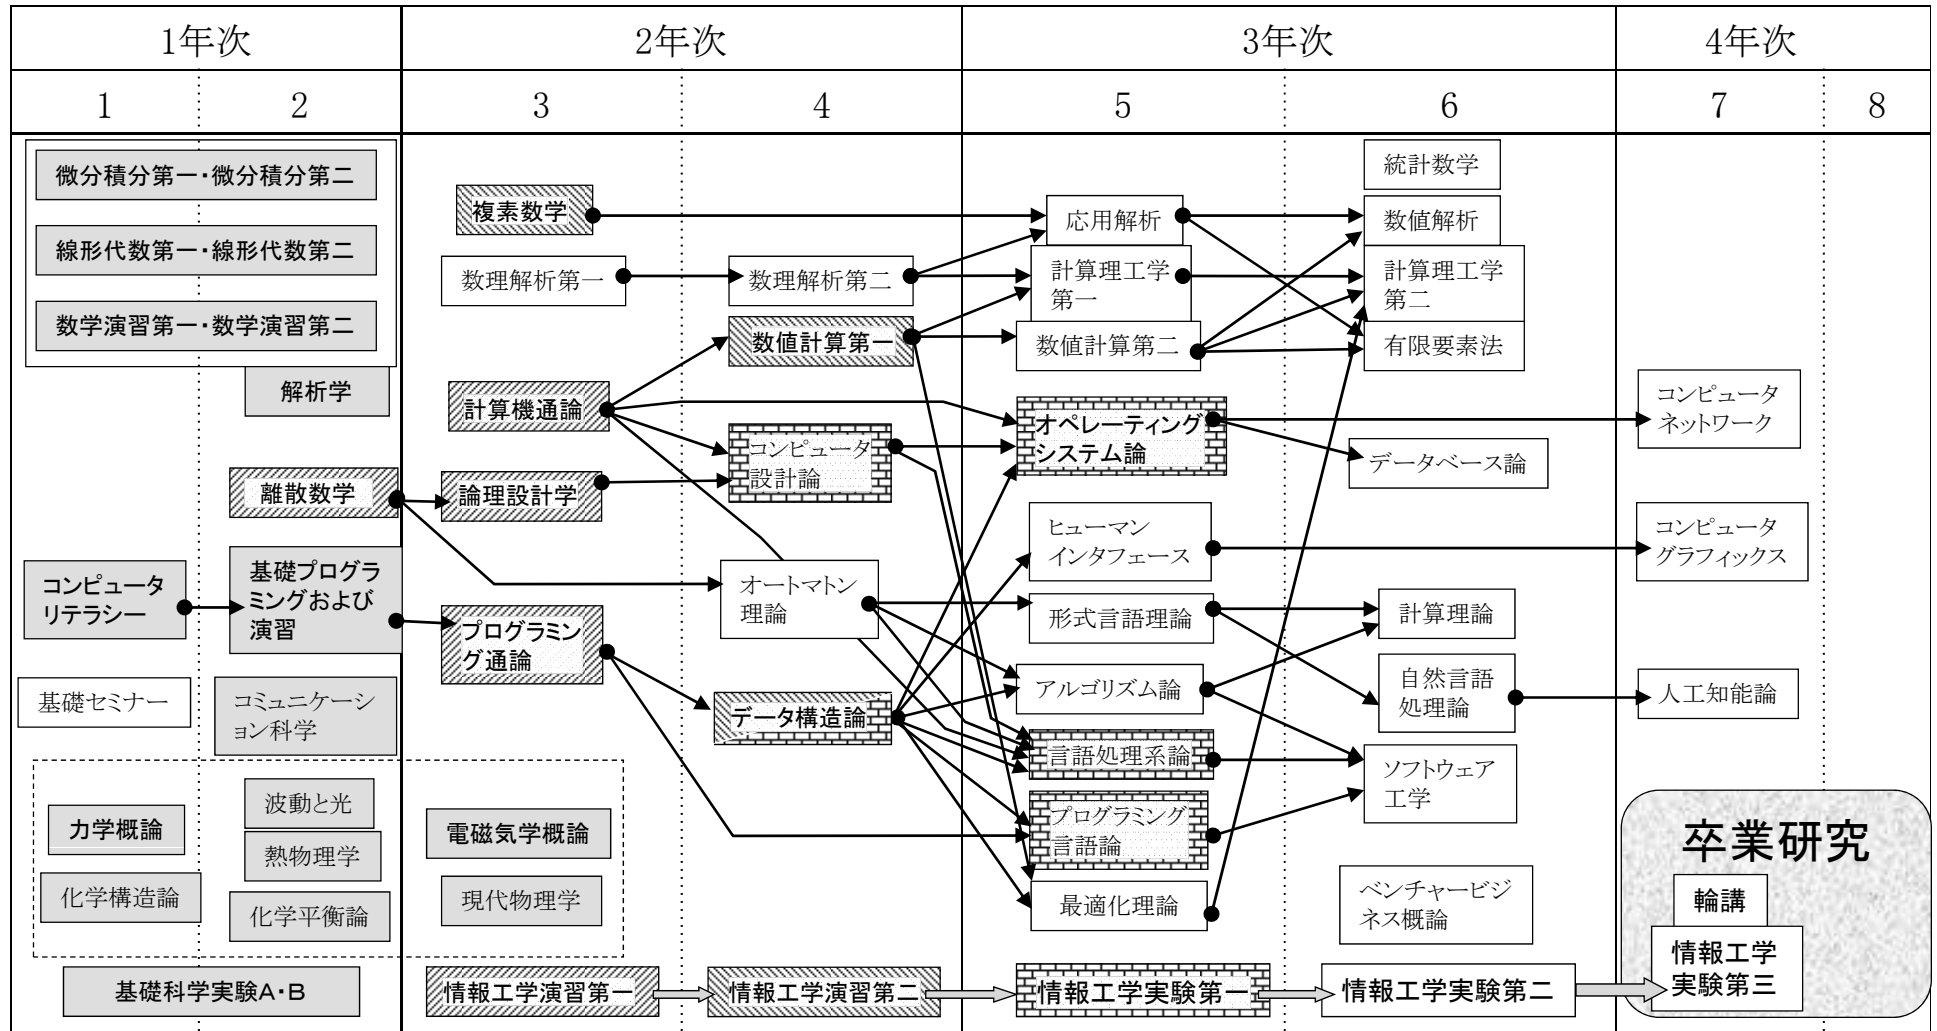 1年次
2年次
3年次
4年次
1
2
3
4
5
6
7
8
微分積分第一・微分積分第二
線形代数第一・線形代数第二
数学演習第一・数学演習第二
解析学
離散数学
コンピュータ
リテラシー
基礎プログラ
ミングおよび
演習
基礎セミナー
コミュニケーシ
ョン科学
力学概論
化学構造論
波動と光
熱物理学
化学平衡論
基礎科学実験A・B
複素数学
数理解析第一
計算機通論
論理設計学
プログラミン
グ通論
電磁気学概論
現代物理学
情報工学演習第一
数理解析第二
数値計算第一
コンピュータ
設計論
オートマトン
理論
データ構造論
情報工学演習第二
応用解析
計算理工学
第一
数値計算第二
オペレーティング
システム論
ヒューマン
インタフェース
形式言語理論
アルゴリズム論
言語処理系論
プログラミング
言語論
最適化理論
情報工学実験第一
統計数学
数値解析
計算理工学
第二
有限要素法
データベース論
計算理論
自然言語
処理論
ソフトウェア
工学
ベンチャービジ
ネス概論
情報工学実験第二
コンピュータ
ネットワーク
コンピュータ
グラフィックス
人工知能論
卒業研究
輪講
情報工学
実験第三